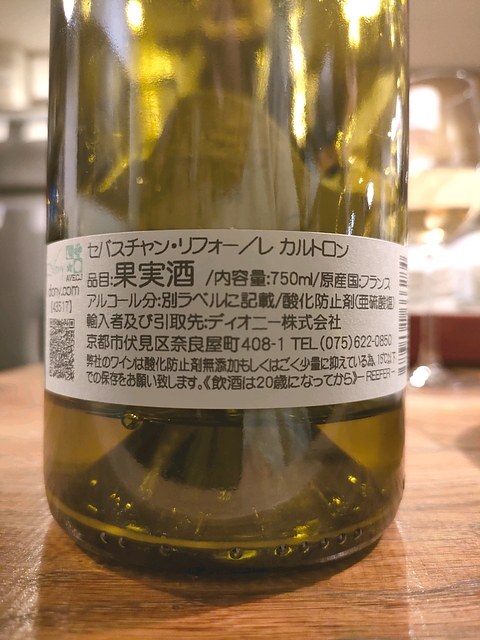 セバスチャン・リフォー/レ カルトロン
品目:果実酒 /内容量:750ml/原産国:フランス
アルコール分:別ラベルに記載/酸化防止剤(亜硫酸塩)
輸入者及び引取先:ディオニー株式会社
京都市伏見区奈良屋町408-1 TEL(075)622-0850
弊社のワインは酸化防止剤無添加もしくはごく少量に抑えている為、15℃以下
での保存をお願い致します。《飲酒は20歳になってから》— REEFER —
diony.com